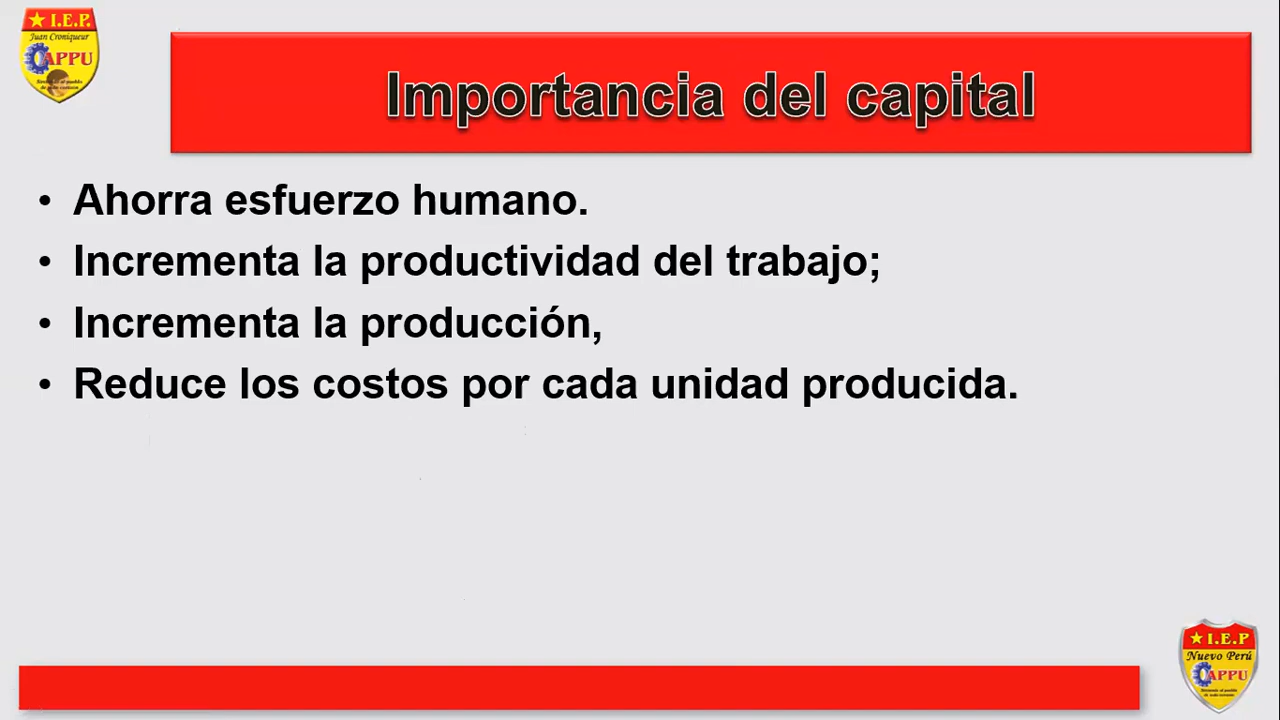 I.E.P.
Juan Croniqueur
CAPPU
Importancia del capital
• Ahorra esfuerzo humano.
• Incrementa la productividad del trabajo;
• Incrementa la producción,
• Reduce los costos por cada unidad producida.
I.E.P
Nuevo Perú
CAPPU